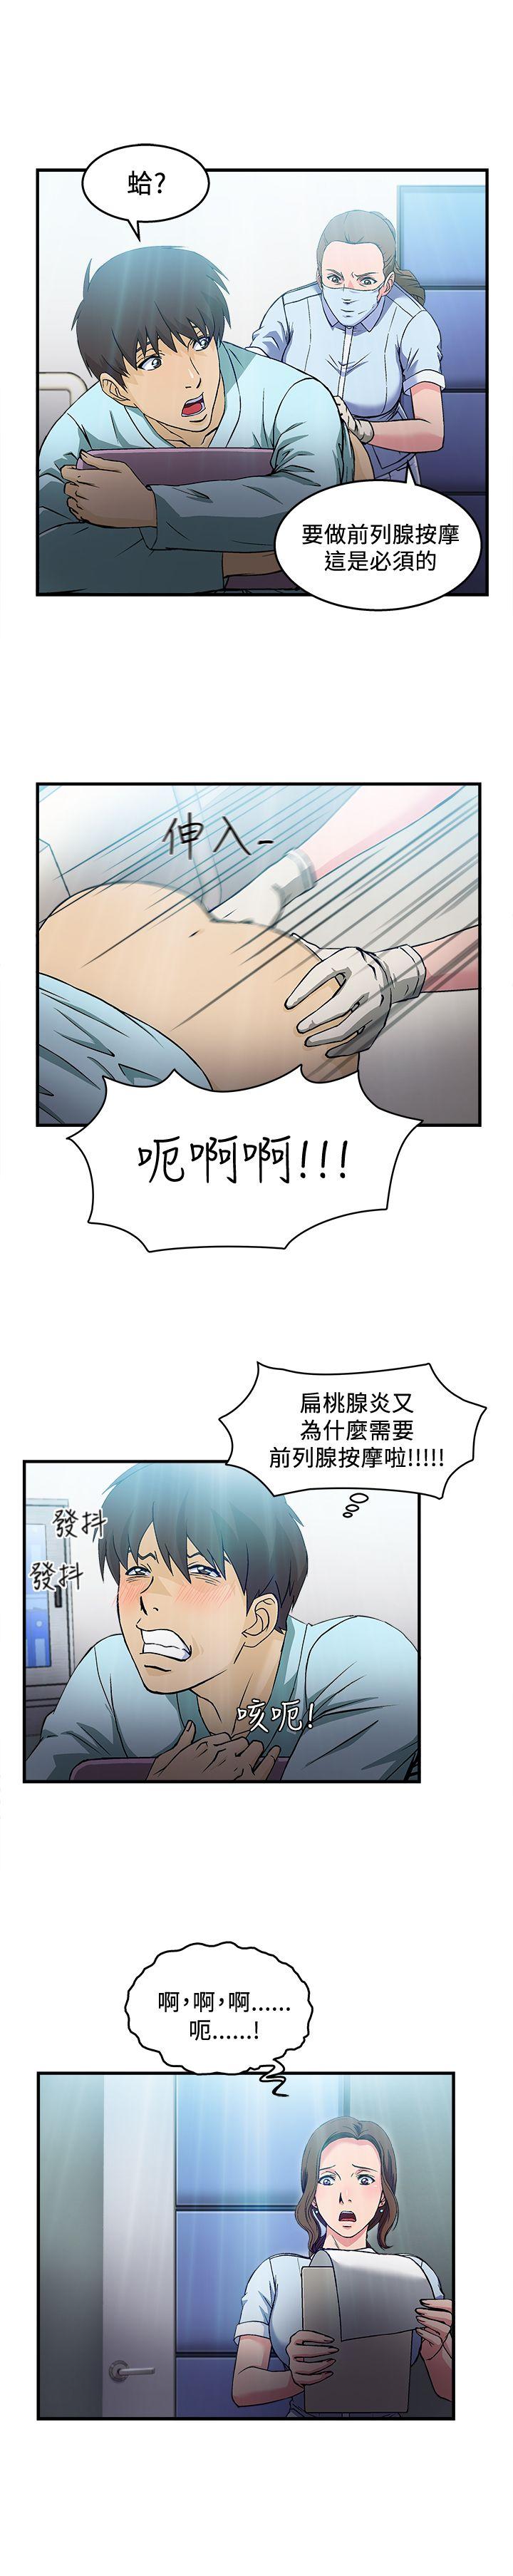 蛤?
要做前列腺按摩
這是必須的
伸入-
呃啊啊!!!
扁桃腺炎又
為什麼需要
前列腺按摩啦!!!!!
發抖
發抖
咳呃!
啊,啊,啊……
呃……!